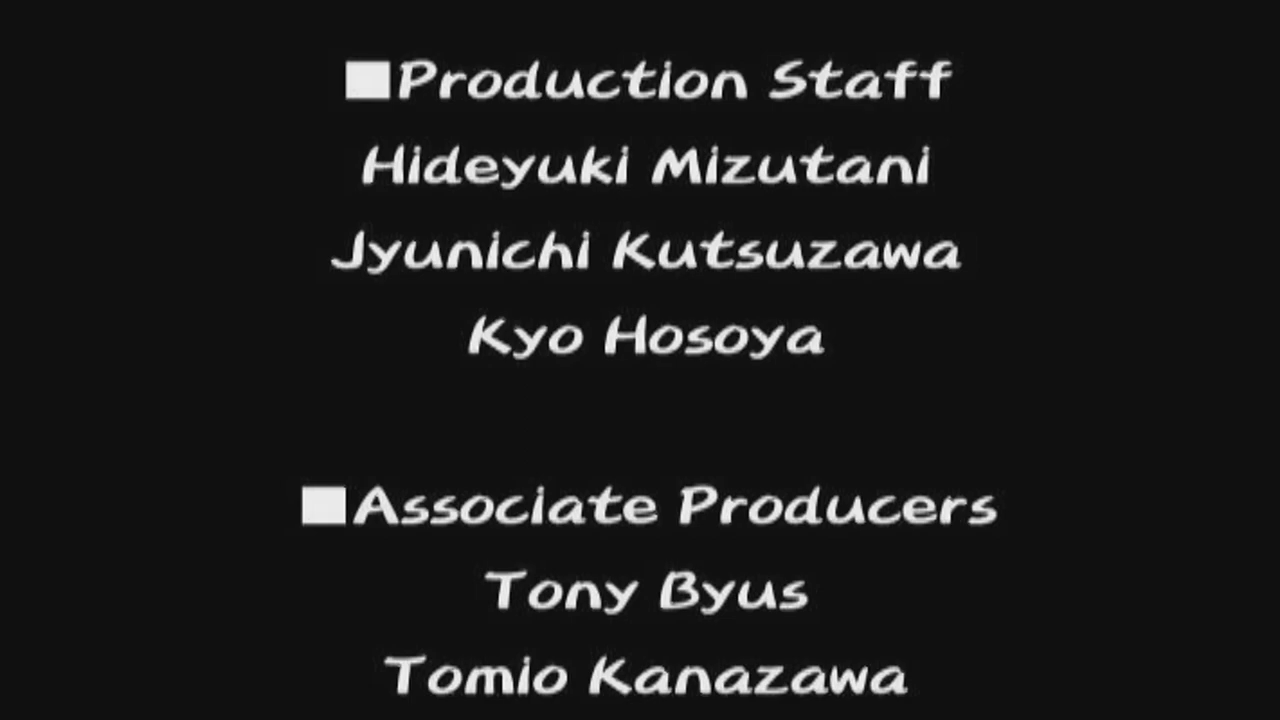 ■Production Staff
Hideyuki Mizutani
Jyunichi Kutsuzawa
Kyo Hosoya
■Associate Producers
Tony Byus
Tomio Kanazawa